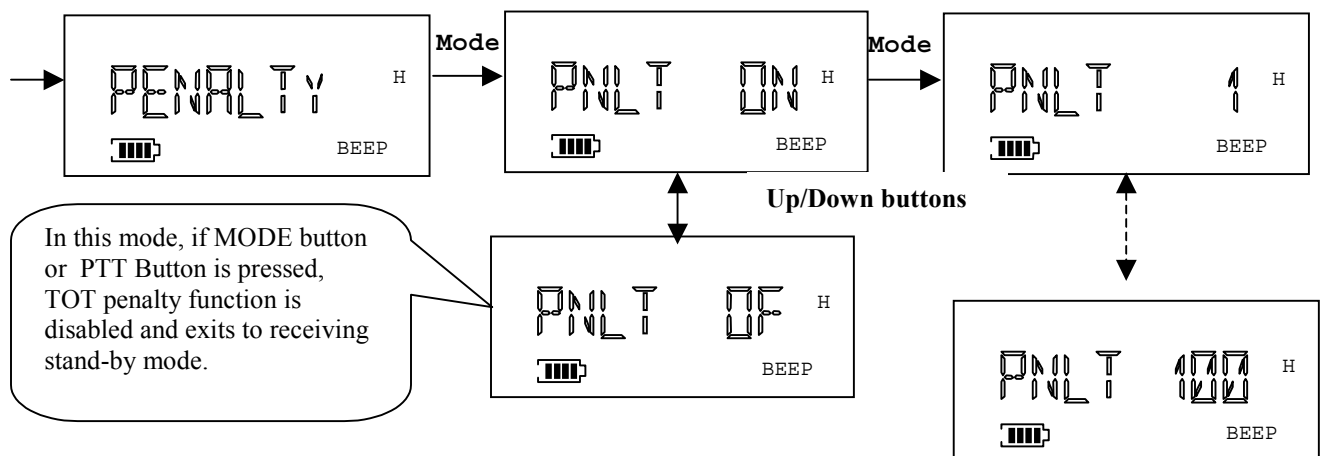 PENALTY H
BEEP
Mode
PNLT ON H
BEEP
Mode
PNLT 1 H
BEEP
Up/Down buttons
In this mode, if MODE button
or PTT Button is pressed,
TOT penalty function is
disabled and exits to receiving
stand-by mode.
PNLT OF H
BEEP
PNLT 100 H
BEEP